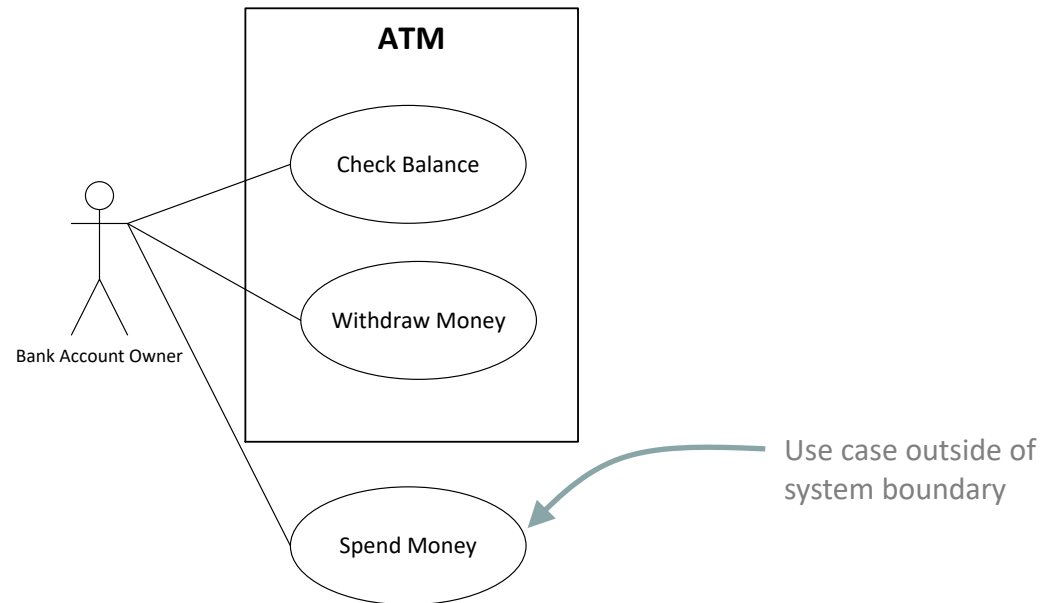 ATM
Check Balance
Withdraw Money
Bank Account Owner
Use case outside of
system boundary
Spend Money